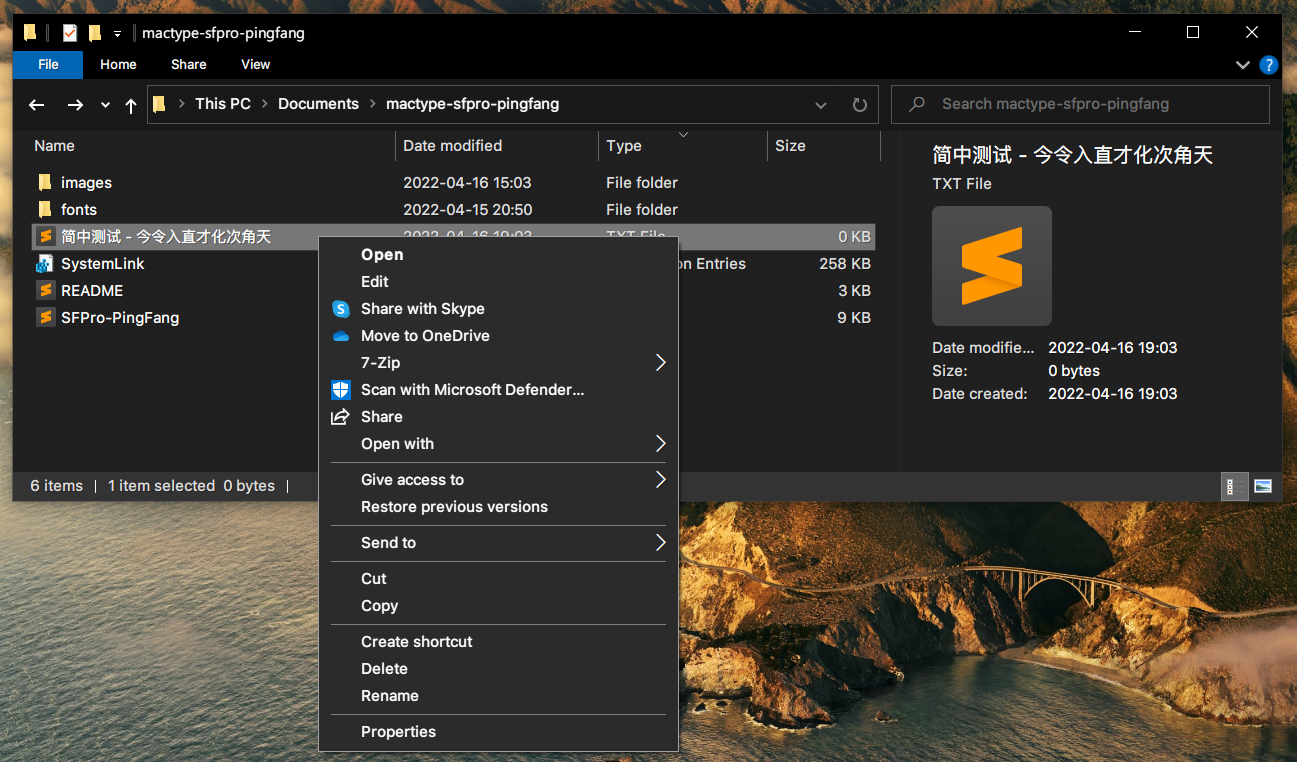 mactype-sfpro-pingfang
File Home Share View
This PC Documents mactype-sfpro-pingfang
Search mactype-sfpro-pingfang
Name Date modified Type Size
images 2022-04-16 15:03 File folder
fonts 2022-04-15 20:50 File folder
简中测试 - 今令入直才化次角天 2022-04-16 19:03 TXT File 0 KB
SystemLink on Entries 258 KB
README 3 KB
SFPro-PingFang 9 KB
Open
Edit
Share with Skype
Move to OneDrive
7-Zip
Scan with Microsoft Defender...
Share
Open with
Give access to
Restore previous versions
Send to
Cut
Copy
Create shortcut
Delete
Rename
Properties
简中测试 - 今令入直才化次角天
TXT File
Date modifie... 2022-04-16 19:03
Size: 0 bytes
Date created: 2022-04-16 19:03
6 items 1 item selected 0 bytes